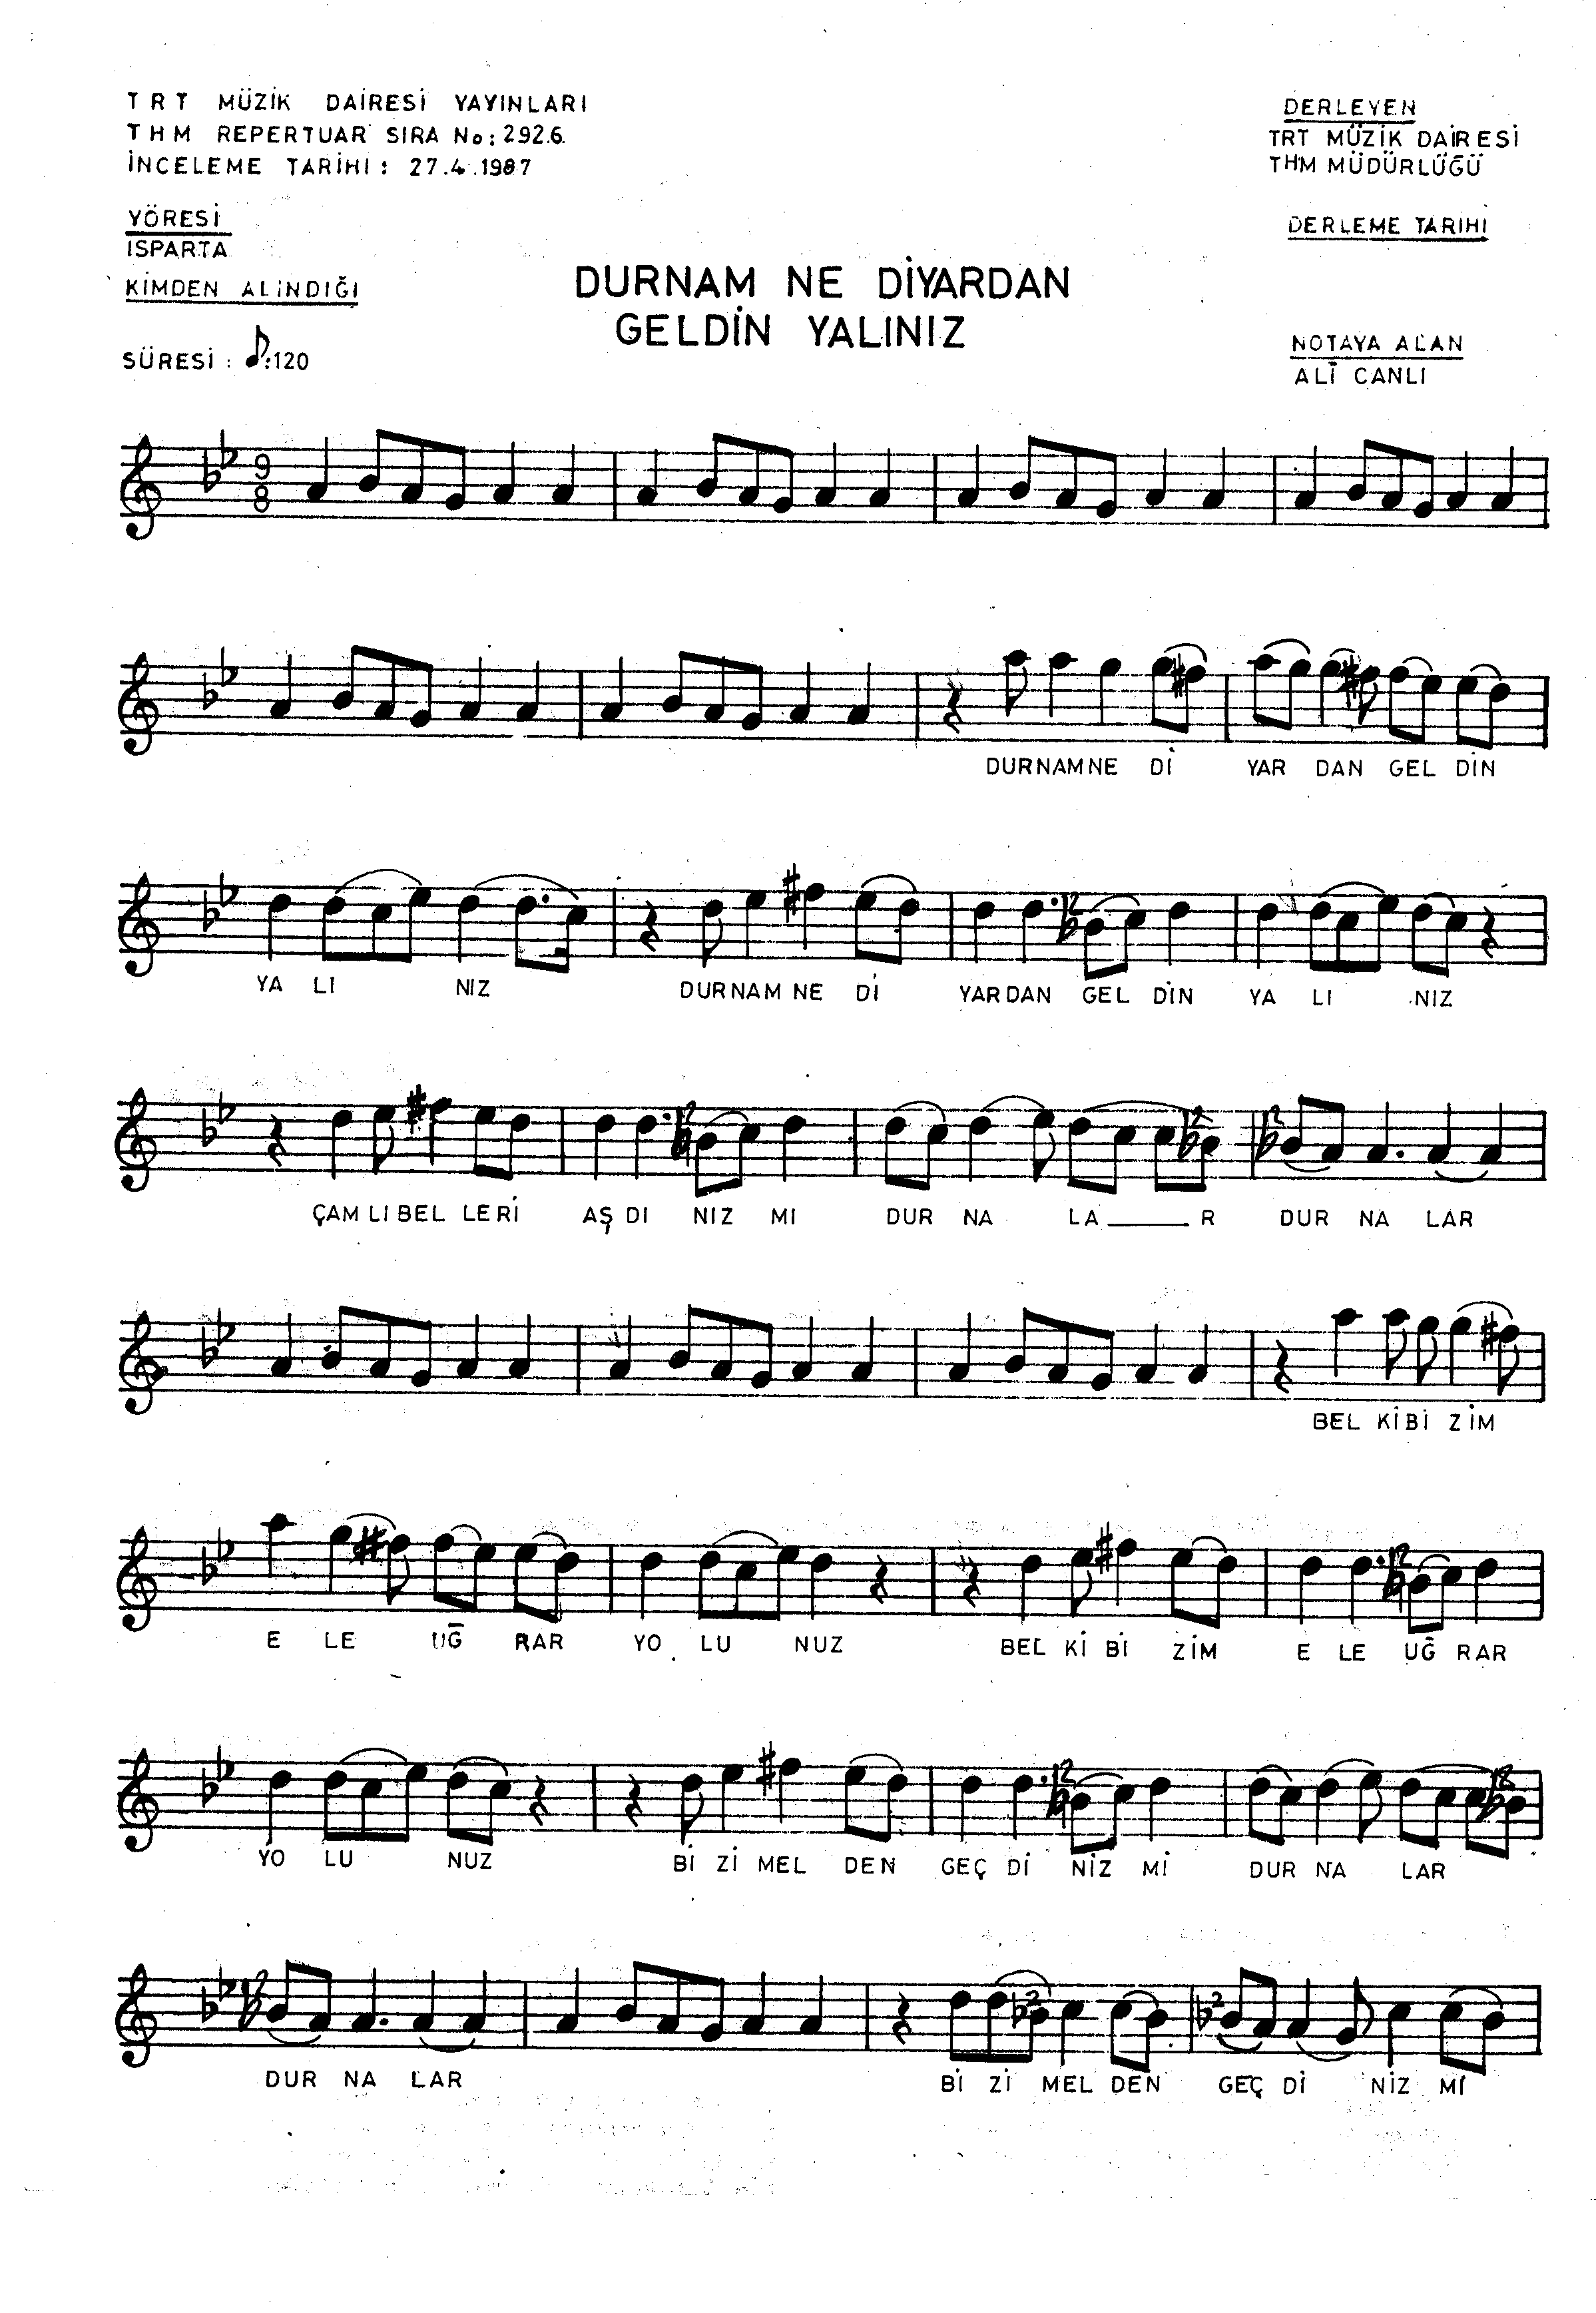 TRT MÜZİK DAİRESİ YAYINLARI
THM REPERTUAR SIRA No: 2926.
İNCELEME TARİHİ: 27.4.1987
DERLEYEN
TRT MÜZİK DAİRESİ
THM MÜDÜRLÜĞÜ
YÖRESİ
ISPARTA
DERLEME TARİHİ
KİMDEN ALINDIĞI
DURNAM NE DİYARDAN
GELDİN YALINIZ
SÜRESİ : ♪:120
NOTAYA ALAN
ALİ CANLI
9
8
DURNAM NE Dİ YAR DAN GEL DİN
YA LI NIZ DURNAM NE Dİ YAR DAN GEL DİN YA LI NIZ
ÇAM LI BEL LE Rİ AŞ DI NIZ MI DUR NA LA____R DUR NA LAR
BEL Kİ Bİ ZİM
E LE UĞ RAR YO LU NUZ BEL Kİ Bİ ZİM E LE UĞ RAR
YO LU NUZ Bİ Zİ MEL DEN GEÇ Dİ NİZ Mİ DUR NA LAR
DUR NA LAR Bİ Zİ MEL DEN GEÇ Dİ NİZ Mİ